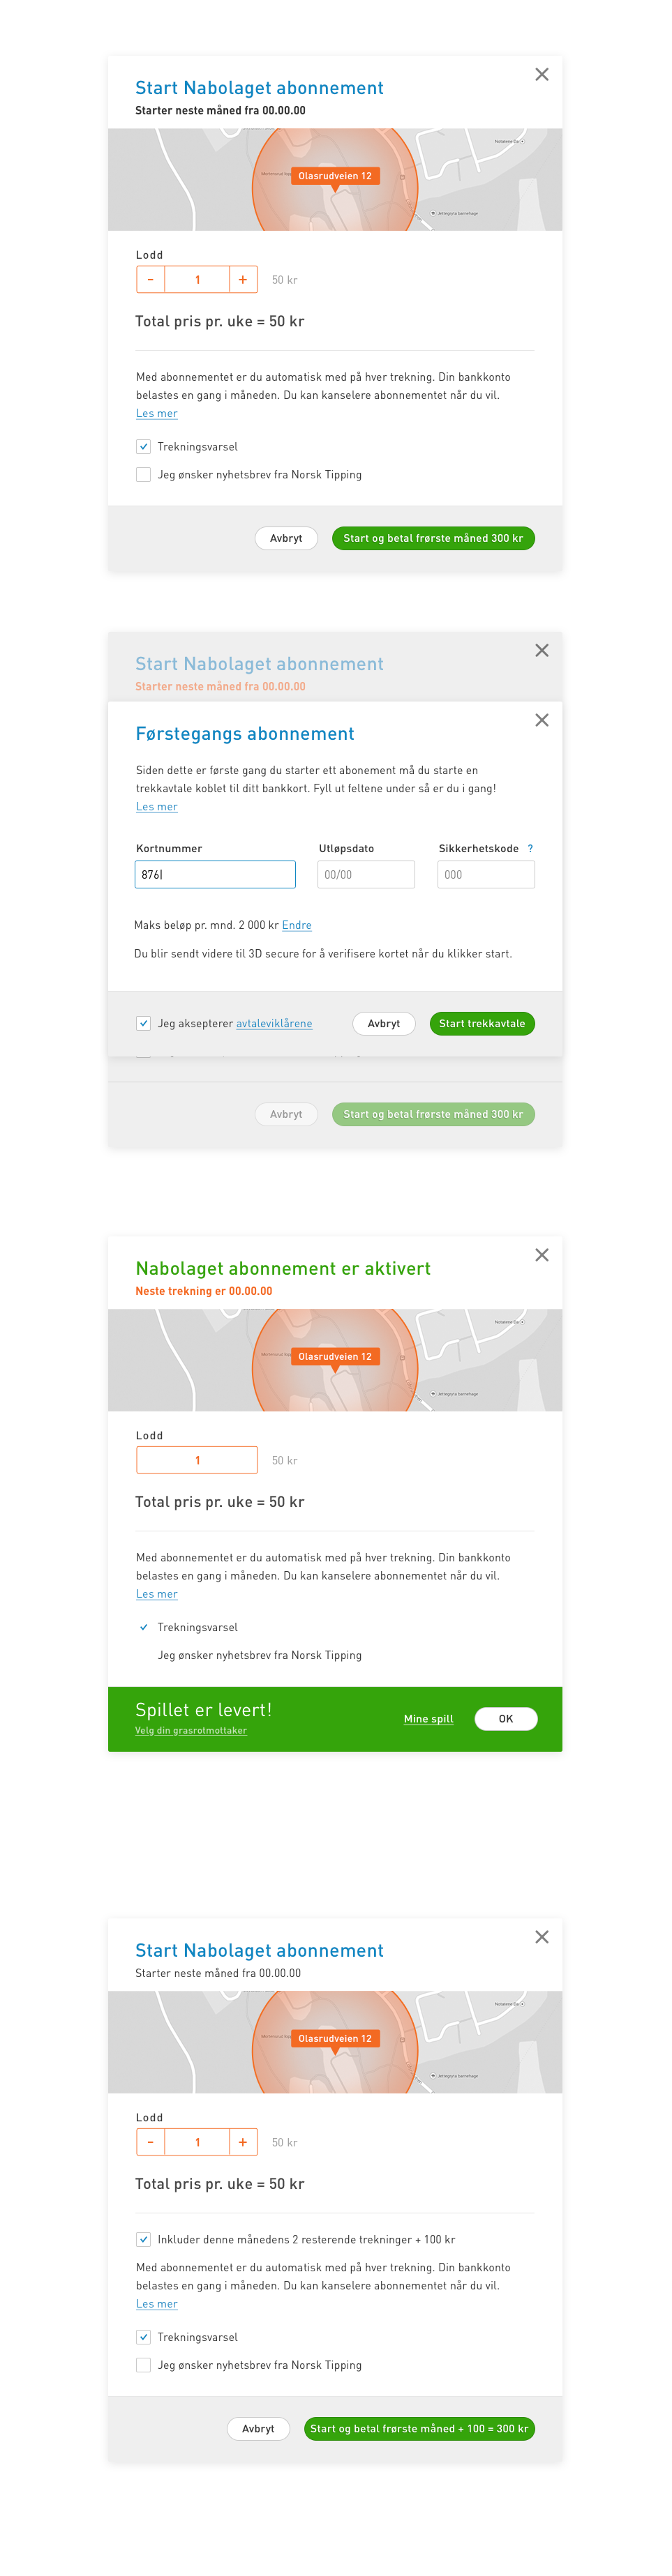 Start Nabolaget abonnement
Starter neste måned fra 00.00.00
Olasrudveien 12
Lodd
- 1 + 50 kr
Total pris pr. uke = 50 kr
Med abonnementet er du automatisk med på hver trekning. Din bankkonto
belastes en gang i måneden. Du kan kanselere abonnementet når du vil.
Les mer
Trekningsvarsel
Jeg ønsker nyhetsbrev fra Norsk Tipping
Avbryt Start og betal frørste måned 300 kr
Start Nabolaget abonnement
Starter neste måned fra 00.00.00
Førstegangs abonnement
Siden dette er første gang du starter ett abonement må du starte en
trekkavtale koblet til ditt bankkort. Fyll ut feltene under så er du i gang!
Les mer
Kortnummer Utløpsdato Sikkerhetskode ?
876| 00/00 000
Maks beløp pr. mnd. 2 000 kr Endre
Du blir sendt videre til 3D secure for å verifisere kortet når du klikker start.
Jeg aksepterer avtaleviklårene Avbryt Start trekkavtale
Avbryt Start og betal frørste måned 300 kr
Nabolaget abonnement er aktivert
Neste trekning er 00.00.00
Olasrudveien 12
Lodd
1 50 kr
Total pris pr. uke = 50 kr
Med abonnementet er du automatisk med på hver trekning. Din bankkonto
belastes en gang i måneden. Du kan kanselere abonnementet når du vil.
Les mer
Trekningsvarsel
Jeg ønsker nyhetsbrev fra Norsk Tipping
Spillet er levert!
Velg din grasrotmottaker
Mine spill OK
Start Nabolaget abonnement
Starter neste måned fra 00.00.00
Olasrudveien 12
Lodd
- 1 + 50 kr
Total pris pr. uke = 50 kr
Inkluder denne månedens 2 resterende trekninger + 100 kr
Med abonnementet er du automatisk med på hver trekning. Din bankkonto
belastes en gang i måneden. Du kan kanselere abonnementet når du vil.
Les mer
Trekningsvarsel
Jeg ønsker nyhetsbrev fra Norsk Tipping
Avbryt Start og betal frørste måned + 100 = 300 kr